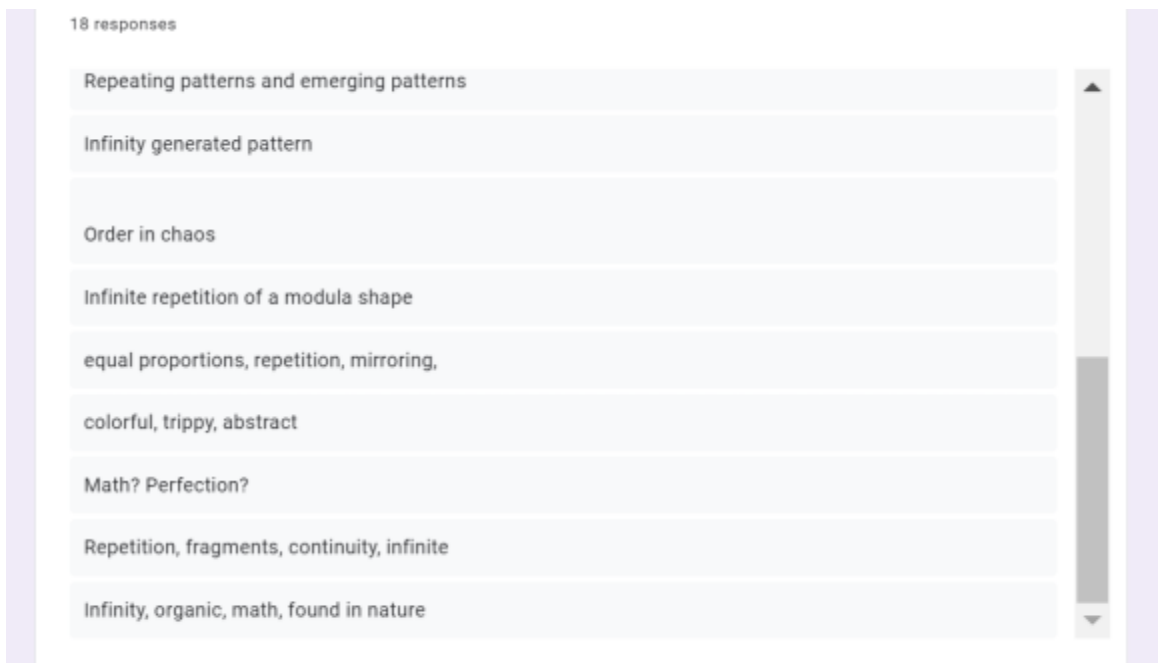 18 responses
Repeating patterns and emerging patterns
Infinity generated pattern
Order in chaos
Infinite repetition of a modula shape
equal proportions, repetition, mirroring,
colorful, trippy, abstract
Math? Perfection?
Repetition, fragments, continuity, infinite
Infinity, organic, math, found in nature